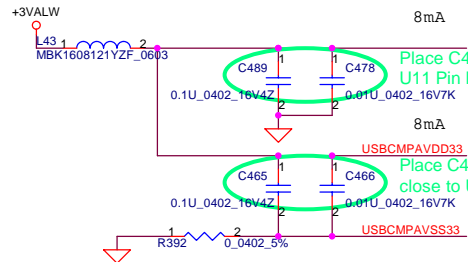 +3VALW
8mA
L43
1
2
MBK1608121YZF_0603
1
1
C489
C478
Place C4
U11 Pin
2
2
0.1U_0402_16V4Z
0.01U_0402_16V7K
8mA
USBCMPAVDD33
1
1
C465
C466
Place C4
close to U
2
2
0.1U_0402_16V4Z
0.01U_0402_16V7K
1
2
USBCMPAVSS33
R392
0_0402_5%